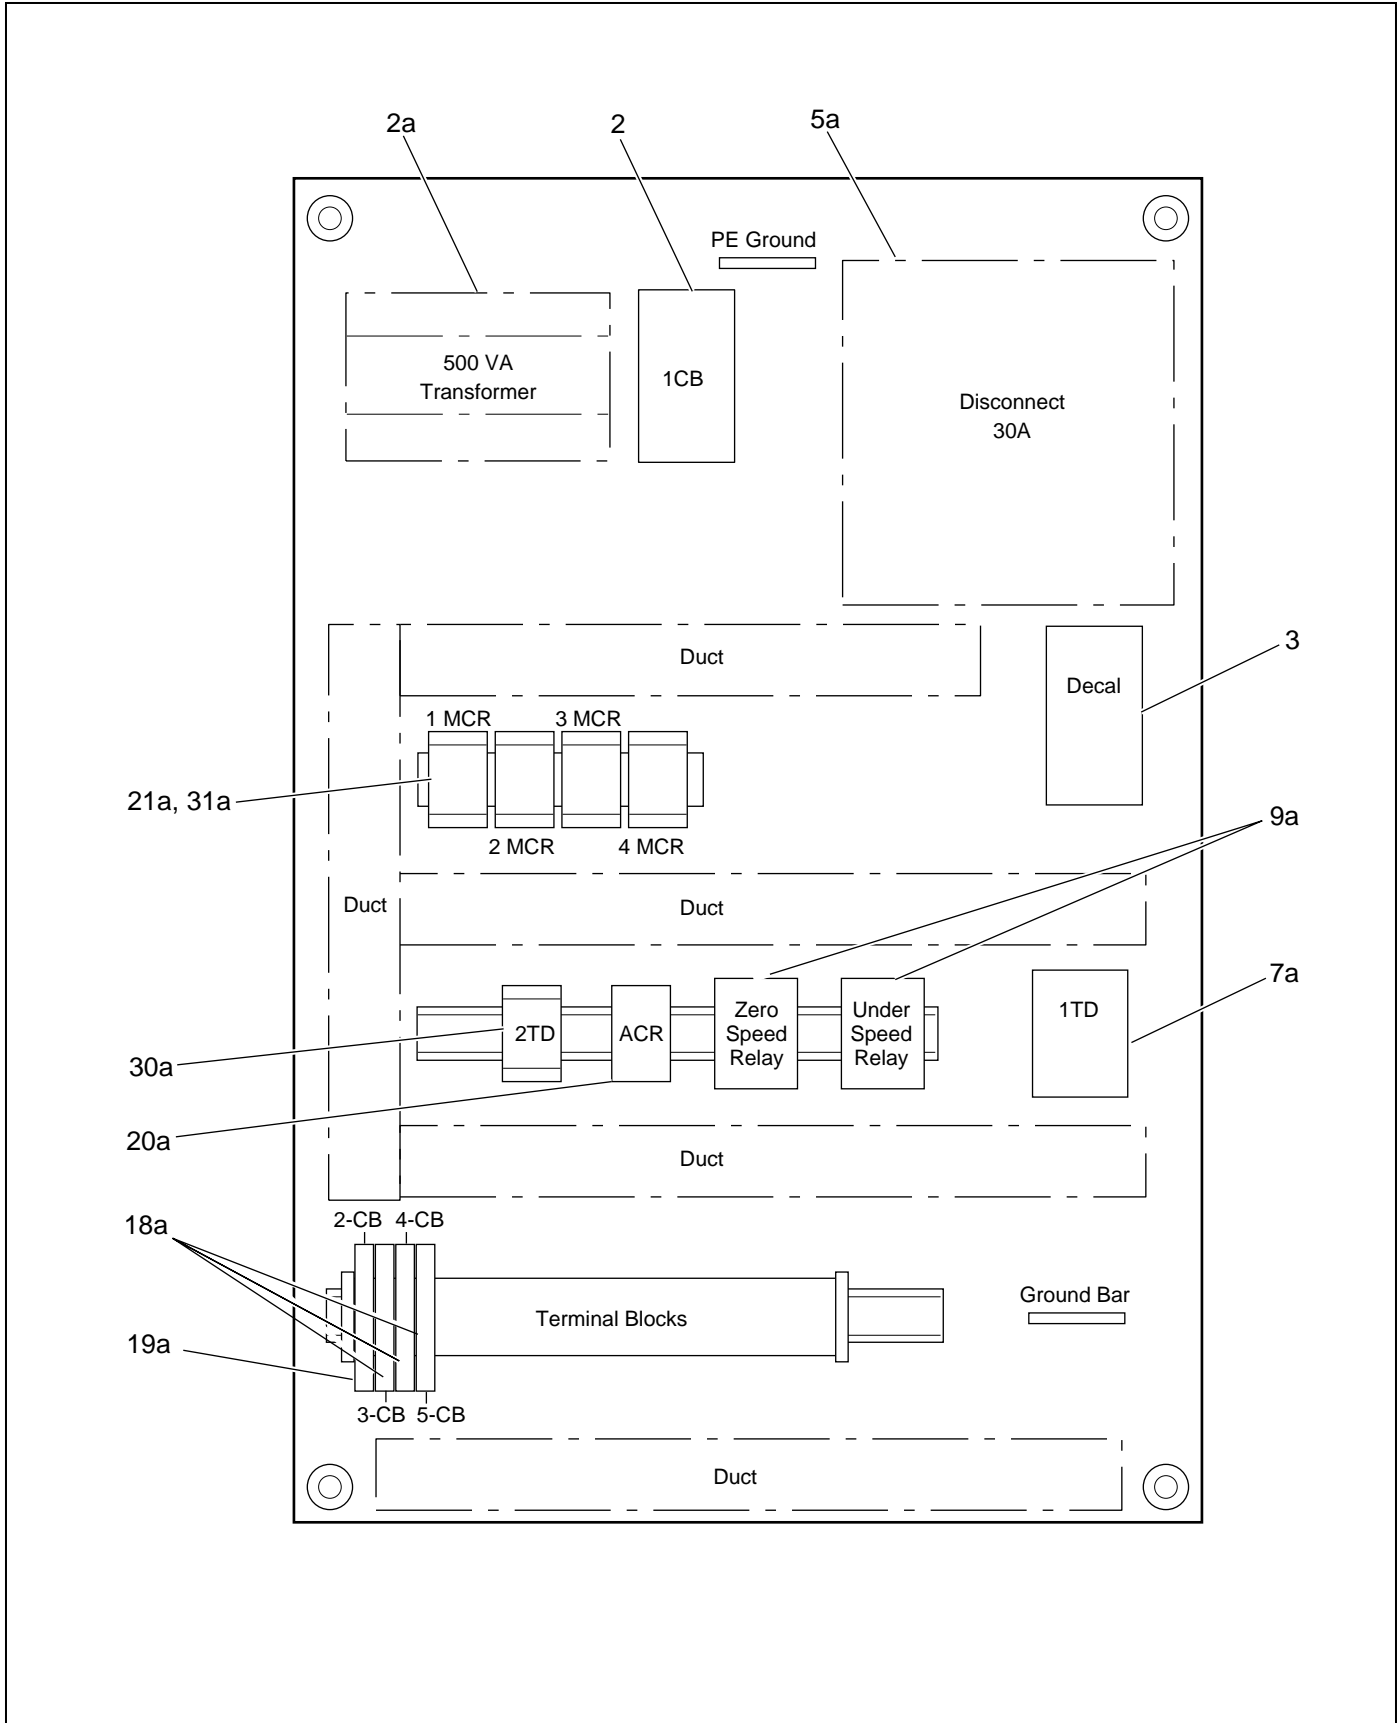 2a
2
5a
PE Ground
500 VA
Transformer
1CB
Disconnect
30A
Duct
Decal
3
1 MCR
3 MCR
21a, 31a
2 MCR
4 MCR
9a
Duct
Duct
7a
2TD
ACR
Zero
Speed
Relay
Under
Speed
Relay
1TD
30a
20a
Duct
18a
2-CB
4-CB
Terminal Blocks
Ground Bar
19a
3-CB
5-CB
Duct